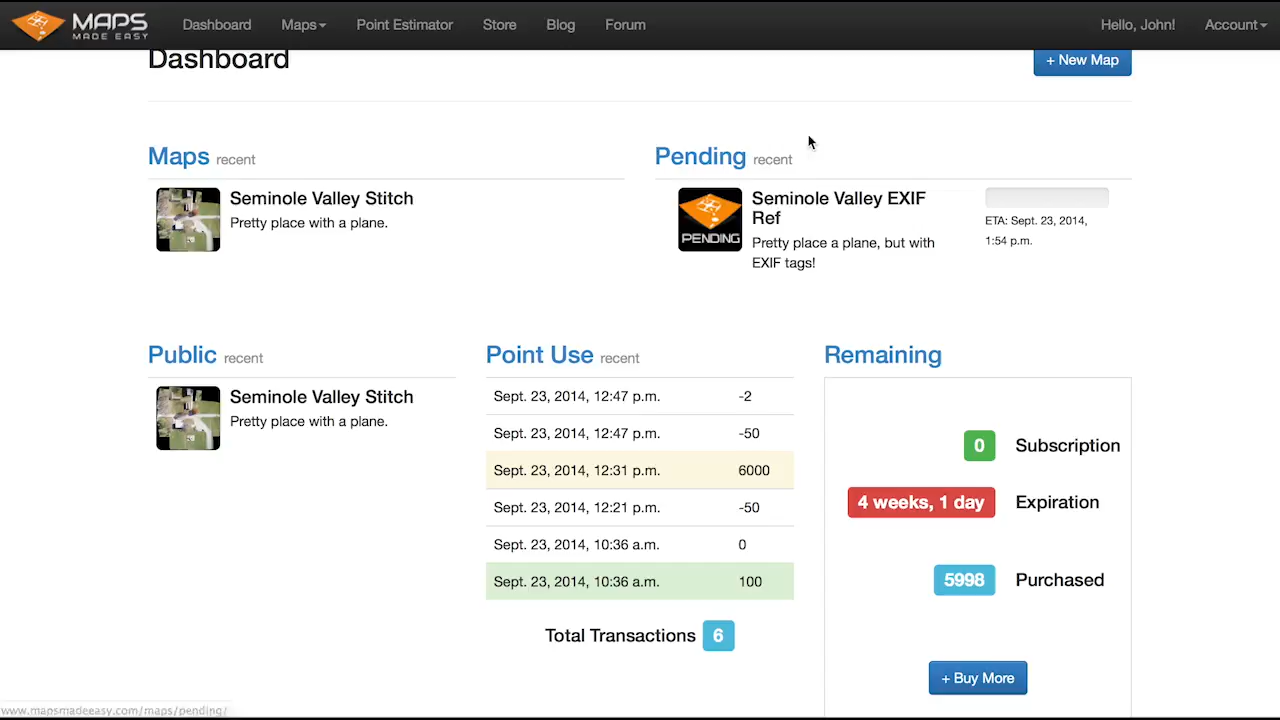 MAPS
MADE EASY
Dashboard
Maps
Point Estimator
Store
Blog
Forum
Hello, John!
Account
Dashboard
+ New Map
Maps recent
Seminole Valley Stitch
Pretty place with a plane.
Pending recent
PENDING
Seminole Valley EXIF
Ref
Pretty place a plane, but with
EXIF tags!
ETA: Sept. 23, 2014,
1:54 p.m.
Public recent
Seminole Valley Stitch
Pretty place with a plane.
Point Use recent
Sept. 23, 2014, 12:47 p.m. -2
Sept. 23, 2014, 12:47 p.m. -50
Sept. 23, 2014, 12:31 p.m. 6000
Sept. 23, 2014, 12:21 p.m. -50
Sept. 23, 2014, 10:36 a.m. 0
Sept. 23, 2014, 10:36 a.m. 100
Total Transactions 6
Remaining
0 Subscription
4 weeks, 1 day Expiration
5998 Purchased
+ Buy More
www.mapsmadeeasy.com/maps/pending/